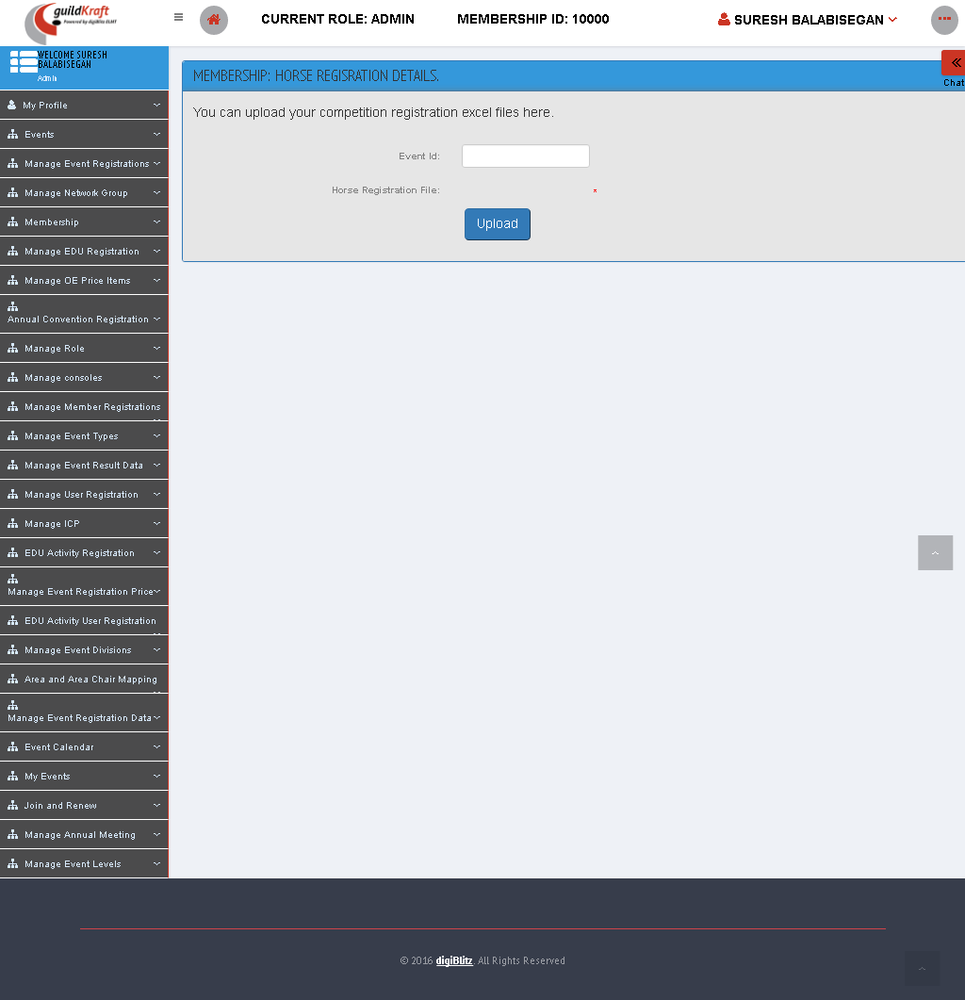 guildKraft
Powered by digiBlitz ELMT
CURRENT ROLE: ADMIN
MEMBERSHIP ID: 10000
SURESH BALABISEGAN
WELCOME SURESH
BALABISEGAN
Admin
Chat
My Profile
Events
Manage Event Registrations
Manage Network Group
Membership
Manage EDU Registration
Manage OE Price Items
Annual Convention Registration
Manage Role
Manage consoles
Manage Member Registrations
Manage Event Types
Manage Event Result Data
Manage User Registration
Manage ICP
EDU Activity Registration
Manage Event Registration Price
EDU Activity User Registration
Manage Event Divisions
Area and Area Chair Mapping
Manage Event Registration Data
Event Calendar
My Events
Join and Renew
Manage Annual Meeting
Manage Event Levels
MEMBERSHIP: HORSE REGISRATION DETAILS.
You can upload your competition registration excel files here.
Event Id:
Horse Registration File: *
Upload
© 2016 digiBlitz. All Rights Reserved